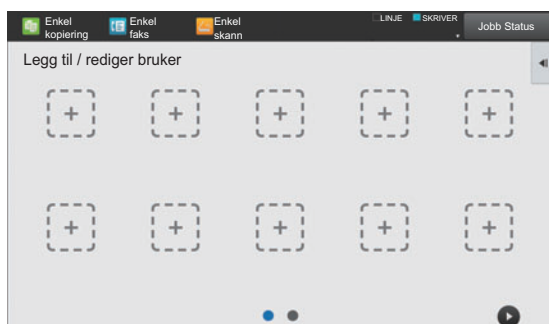 Enkel
kopiering
Enkel
faks
Enkel
skann
LINJE
SKRIVER
Jobb Status
Legg til / rediger bruker